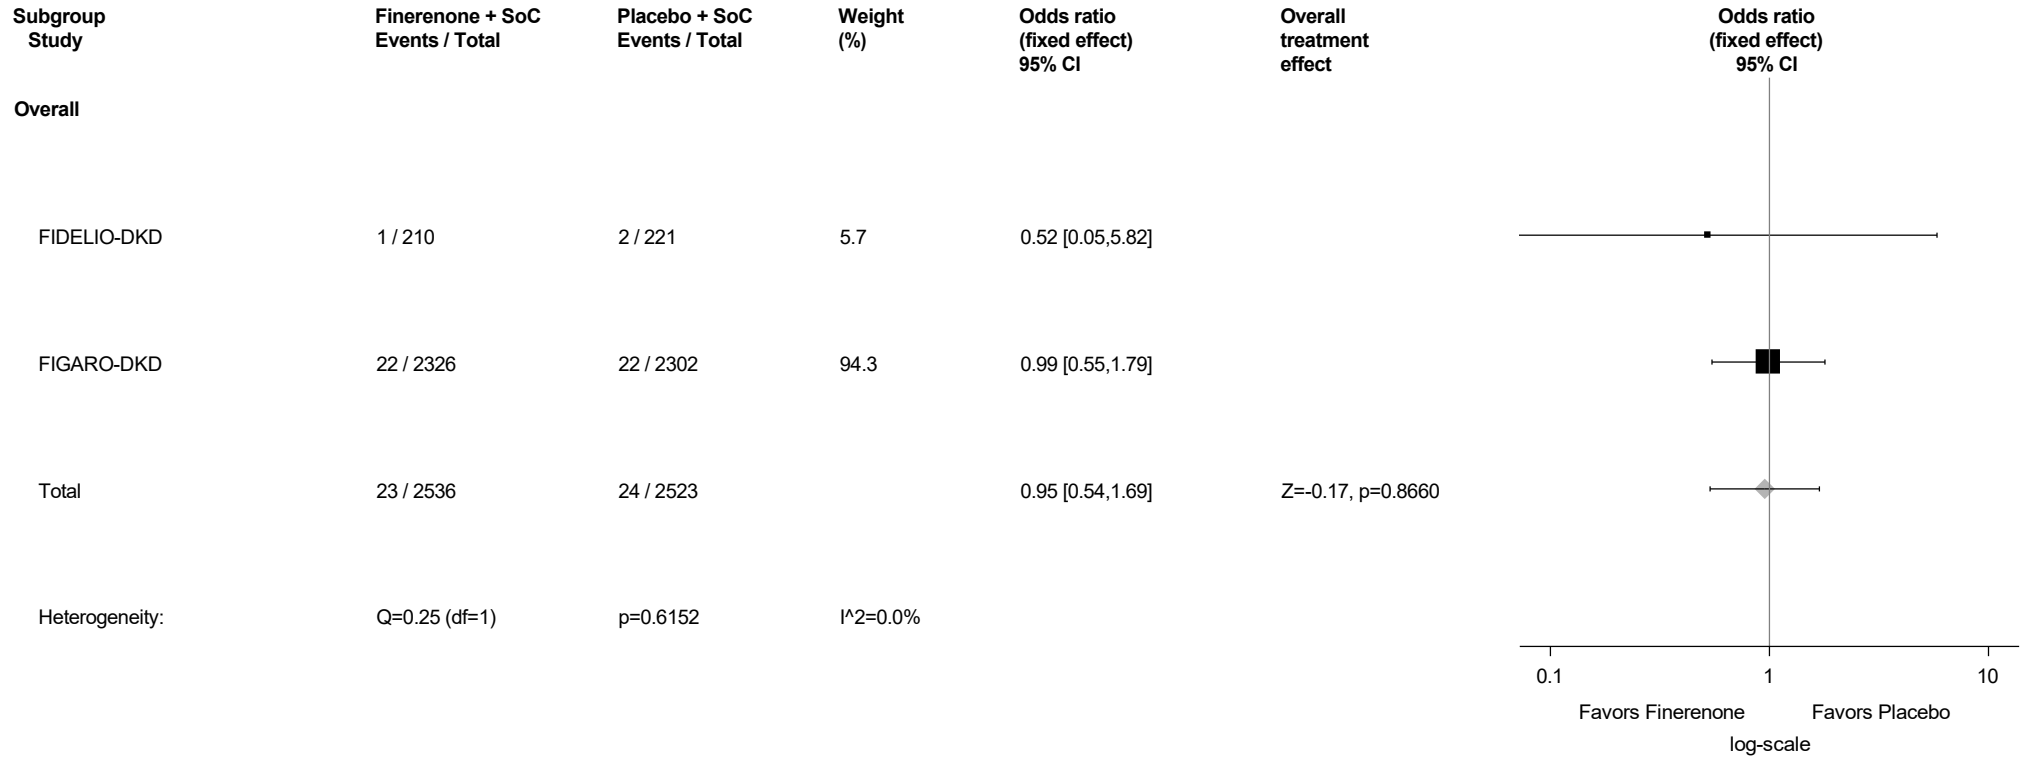 Subgroup Finerenone + SoC Placebo + SoC Weight Odds ratio Overall Odds ratio
Study Events / Total Events / Total (%) (fixed effect) treatment (fixed effect)
95% CI effect 95% CI
Overall
FIDELIO-DKD 1 / 210 2 / 221 5.7 0.52 [0.05,5.82]
FIGARO-DKD 22 / 2326 22 / 2302 94.3 0.99 [0.55,1.79]
Total 23 / 2536 24 / 2523 0.95 [0.54,1.69] Z=-0.17, p=0.8660
Heterogeneity: Q=0.25 (df=1) p=0.6152 I^2=0.0%
0.1 1 10
Favors Finerenone Favors Placebo
log-scale